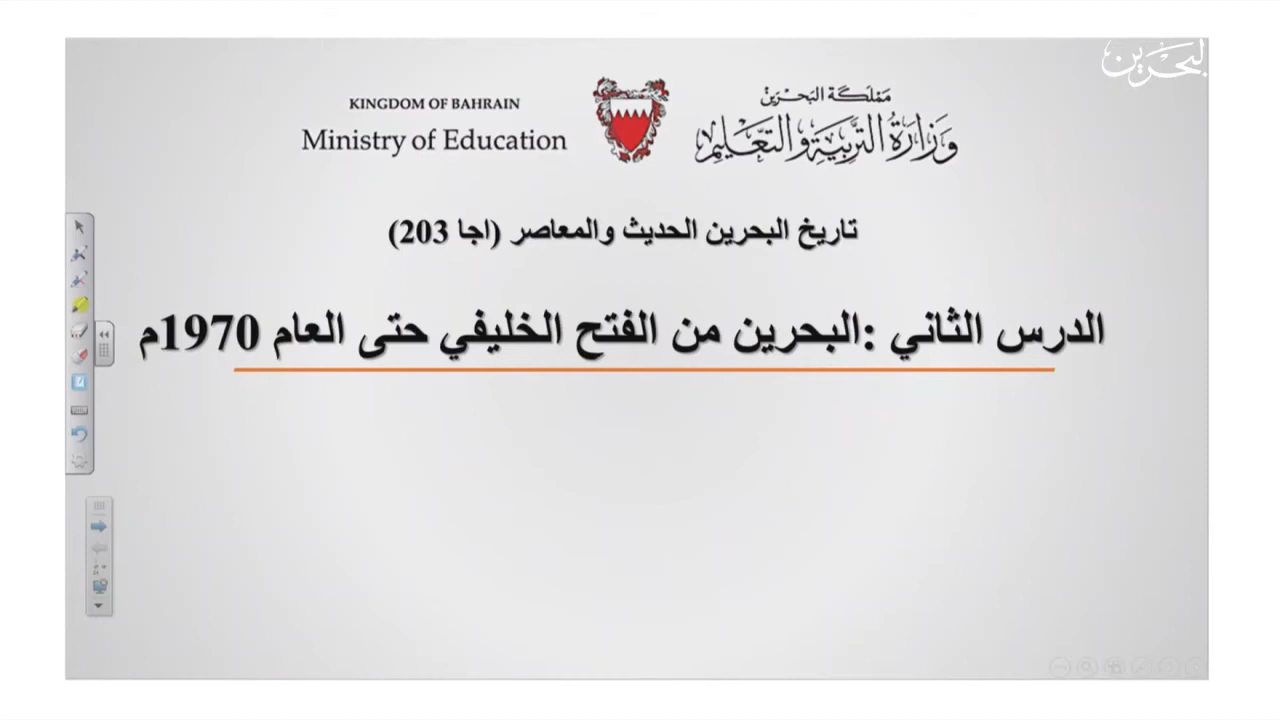 البحرين
KINGDOM OF BAHRAIN
Ministry of Education
مملكة البحرين
وزارة التربية والتعليم
تاريخ البحرين الحديث والمعاصر (اجا 203)
الدرس الثاني :البحرين من الفتح الخليفي حتى العام 1970م